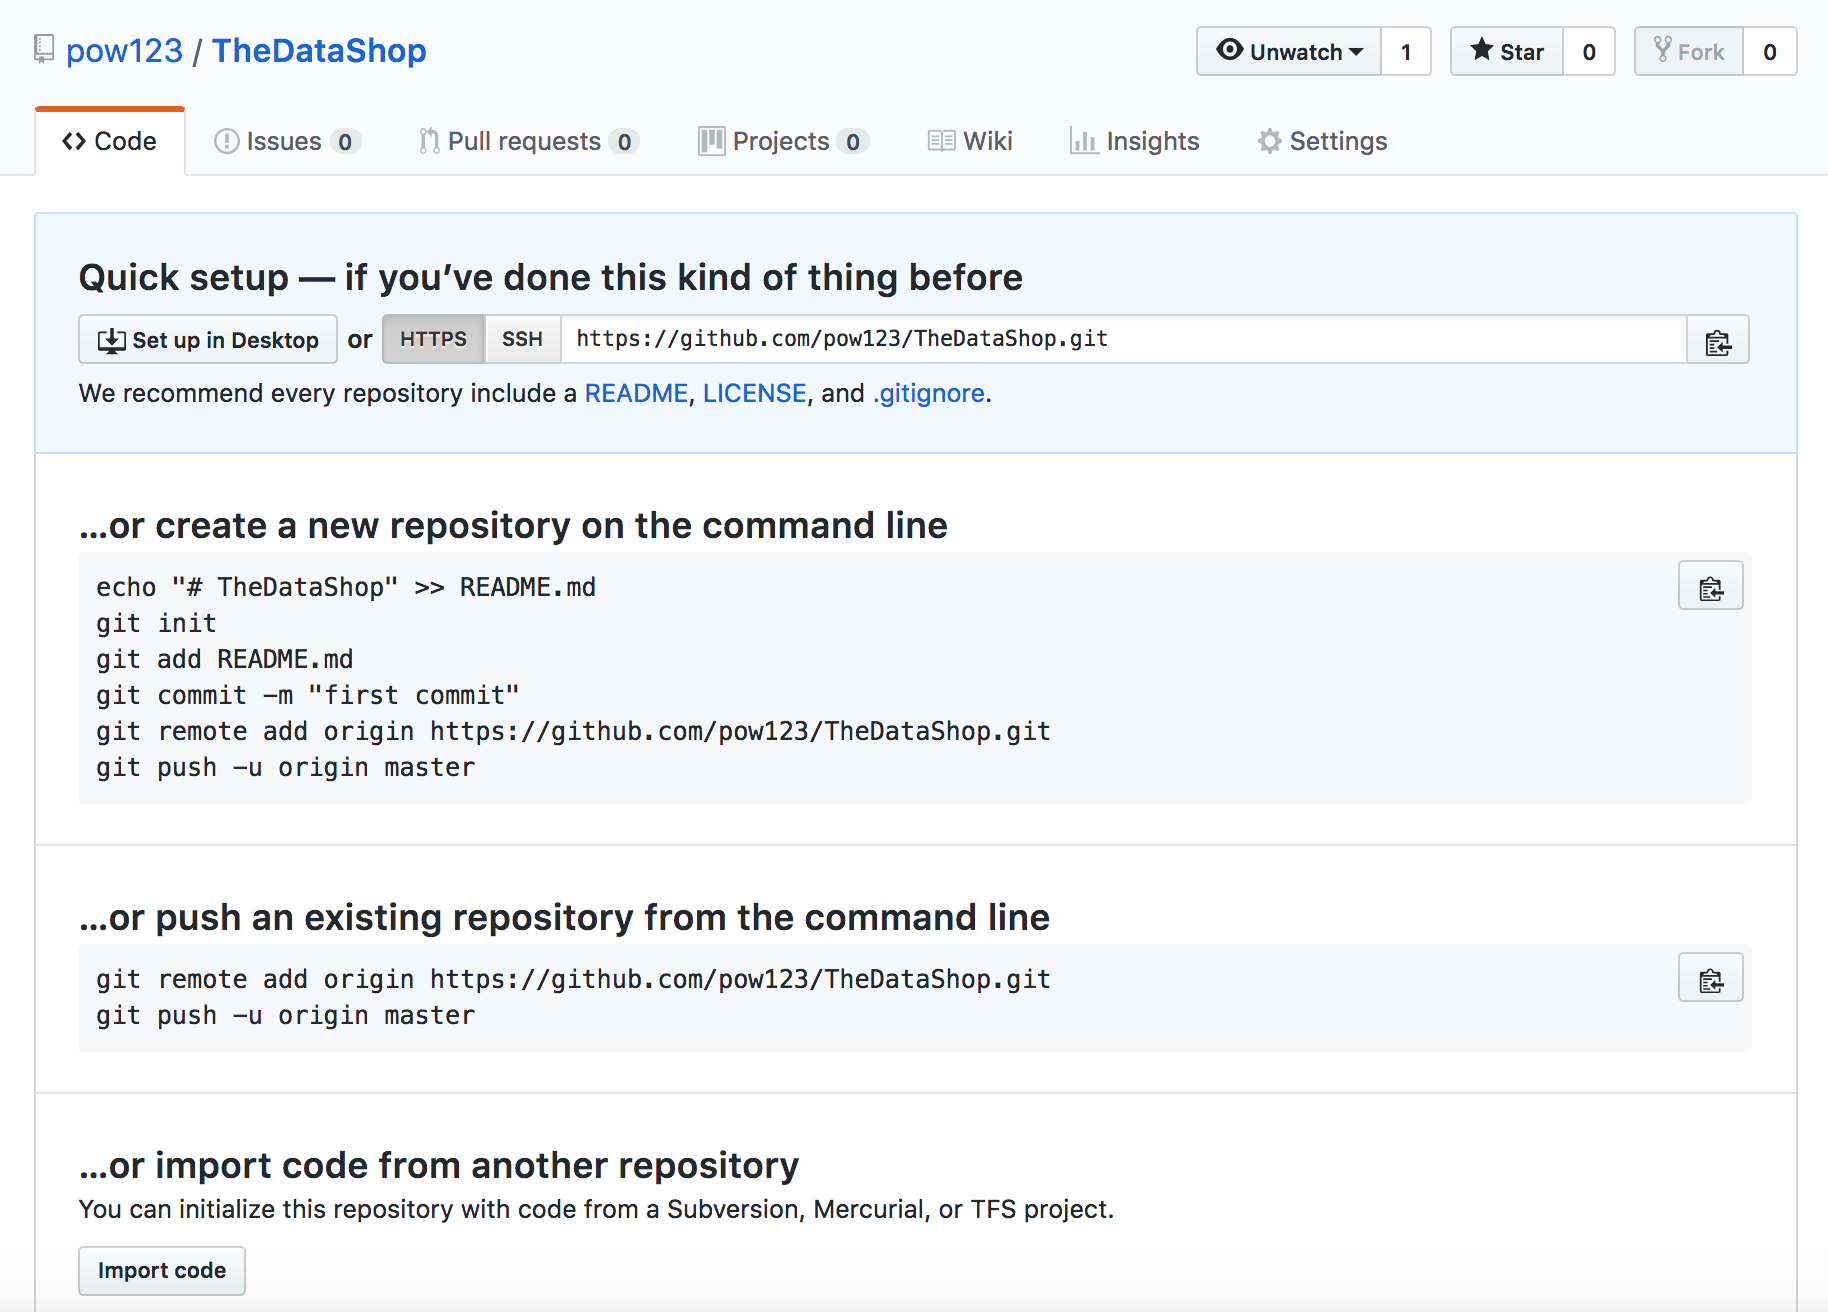 pow123 / TheDataShop
Unwatch 1 Star 0 Fork 0
Code Issues 0 Pull requests 0 Projects 0 Wiki Insights Settings
Quick setup — if you’ve done this kind of thing before
Set up in Desktop or HTTPS SSH https://github.com/pow123/TheDataShop.git
We recommend every repository include a README, LICENSE, and .gitignore.
…or create a new repository on the command line
echo "# TheDataShop" >> README.md
git init
git add README.md
git commit -m "first commit"
git remote add origin https://github.com/pow123/TheDataShop.git
git push -u origin master
…or push an existing repository from the command line
git remote add origin https://github.com/pow123/TheDataShop.git
git push -u origin master
…or import code from another repository
You can initialize this repository with code from a Subversion, Mercurial, or TFS project.
Import code